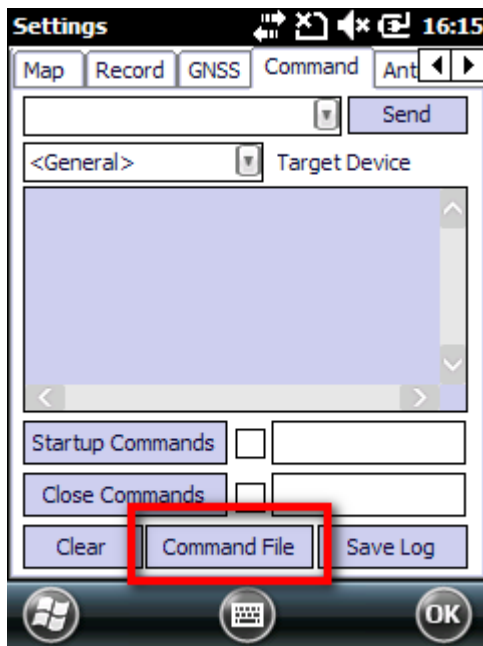 Settings 16:15
Map Record GNSS Command Ant
Send
<General> Target Device
Startup Commands
Close Commands
Clear Command File Save Log
OK